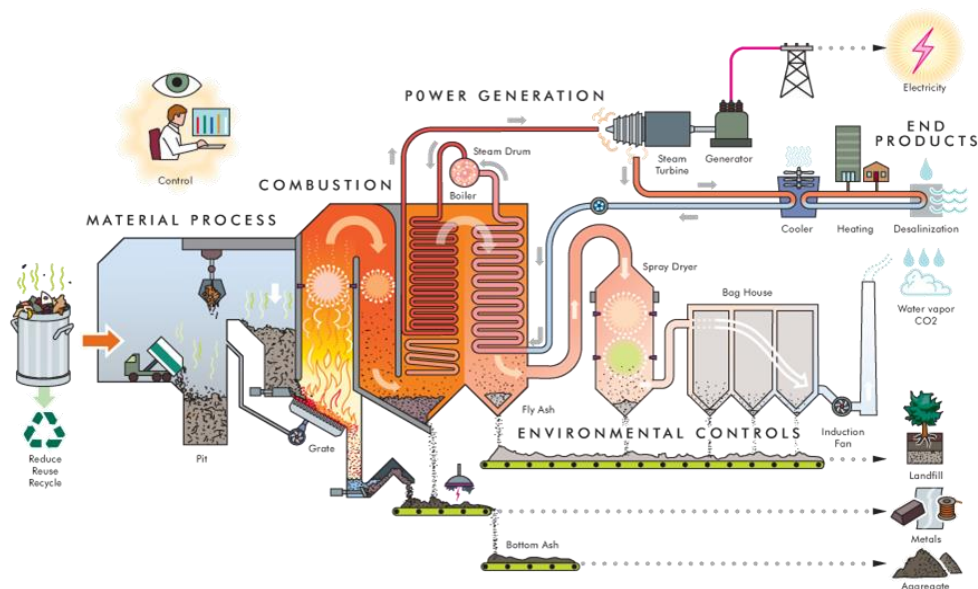 POWER GENERATION
Electricity
END
PRODUCTS
Steam Drum
Steam
Turbine
Generator
Control
COMBUSTION
Boiler
MATERIAL PROCESS
Cooler
Heating
Desalinization
Spray Dryer
Bag House
Water vapor
CO2
Fly Ash
ENVIRONMENTAL CONTROLS
Induction
Fan
Reduce
Reuse
Recycle
Pit
Grate
Landfill
Metals
Bottom Ash
Aggregate